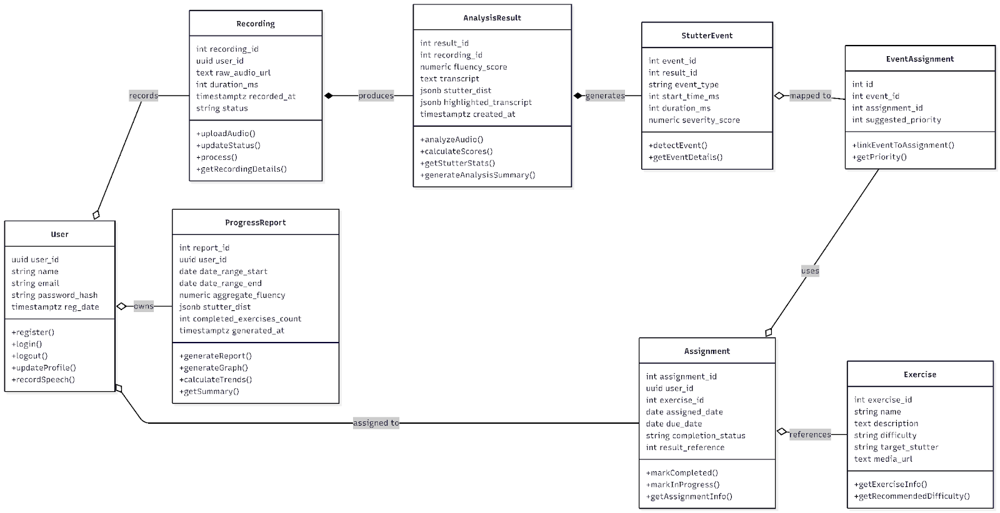 Recording
int recording_id
uuid user_id
text raw_audio_url
int duration_ms
timestamptz recorded_at
string status
+uploadAudio()
+updateStatus()
+process()
+getRecordingDetails()
AnalysisResult
int result_id
int recording_id
numeric fluency_score
text transcript
jsonb stutter_dist
jsonb highlighted_transcript
timestamptz created_at
+analyzeAudio()
+calculateScores()
+getStutterStats()
+generateAnalysisSummary()
StutterEvent
int event_id
int result_id
string event_type
int start_time_ms
int duration_ms
numeric severity_score
+detectEvent()
+getEventDetails()
EventAssignment
int id
int event_id
int assignment_id
int suggested_priority
+linkEventToAssignment()
+getPriority()
records
produces
generates
mapped to
User
uuid user_id
string name
string email
string password_hash
timestamptz reg_date
+register()
+login()
+logout()
+updateProfile()
+recordSpeech()
owns
ProgressReport
int report_id
uuid user_id
date date_range_start
date date_range_end
numeric aggregate_fluency
jsonb stutter_dist
int completed_exercises_count
timestamptz generated_at
+generateReport()
+generateGraph()
+calculateTrends()
+getSummary()
uses
assigned to
Assignment
int assignment_id
uuid user_id
int exercise_id
date assigned_date
date due_date
string completion_status
int result_reference
+markCompleted()
+markInProgress()
+getAssignmentInfo()
references
Exercise
int exercise_id
string name
text description
string difficulty
string target_stutter
text media_url
+getExerciseInfo()
+getRecommendedDifficulty()